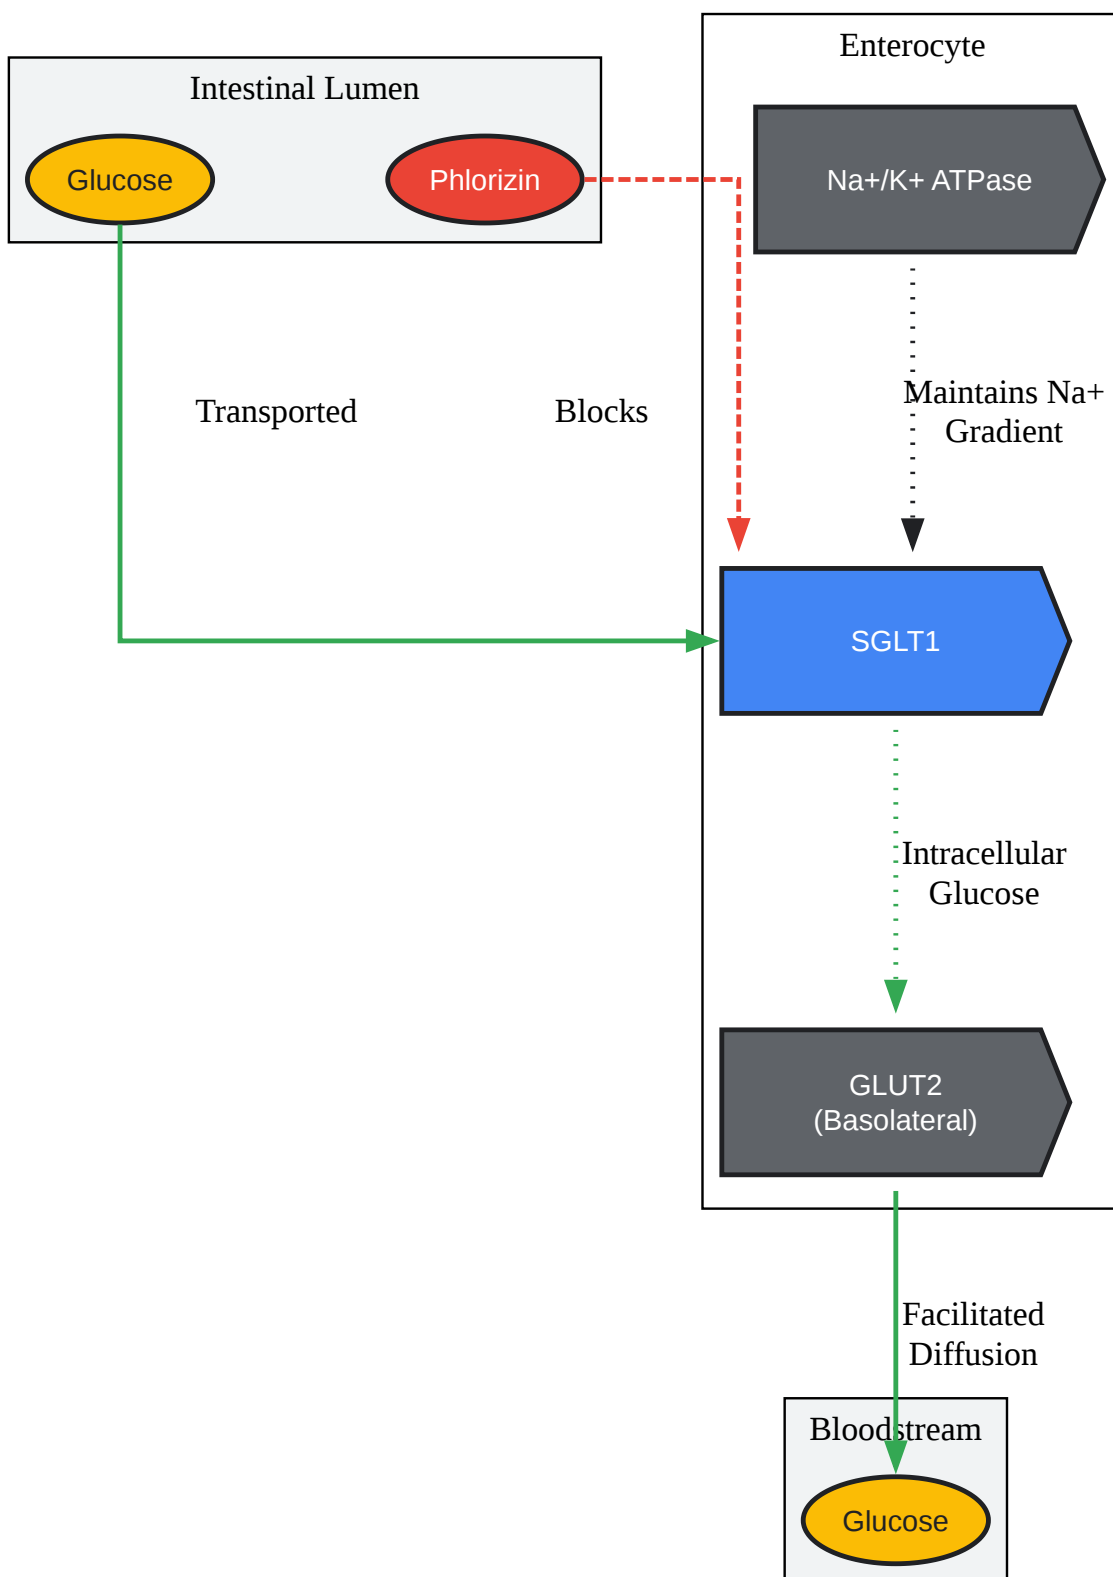 Enterocyte
Intestinal Lumen
Glucose
Phlorizin
Na+/K+ ATPase
Transported
Blocks
Maintains Na+
Gradient
SGLT1
Intracellular
Glucose
GLUT2
(Basolateral)
Facilitated
Diffusion
Bloodstream
Glucose